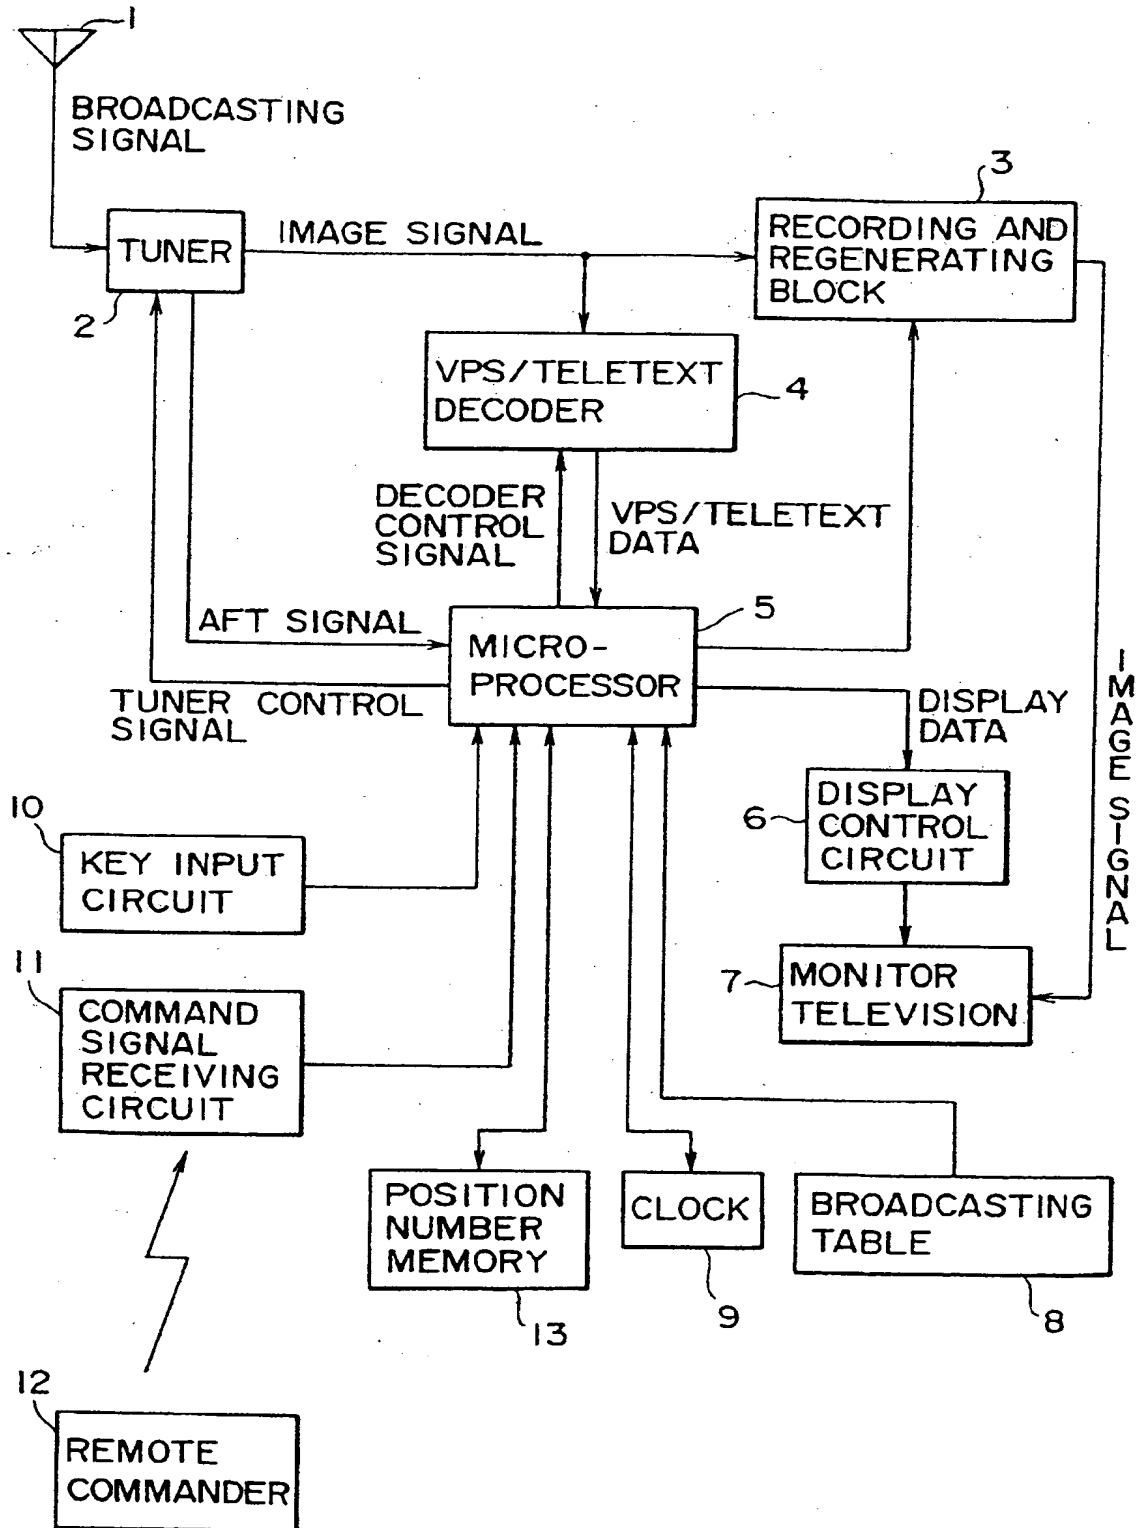 1
BROADCASTING
SIGNAL
3
TUNER
2
IMAGE SIGNAL
RECORDING AND
REGENERATING
BLOCK
VPS/TELETEXT
DECODER
4
DECODER
CONTROL
SIGNAL
VPS/TELETEXT
DATA
AFT SIGNAL
5
MICRO-
PROCESSOR
TUNER CONTROL
SIGNAL
DISPLAY
DATA
IMAGE SIGNAL
10
KEY INPUT
CIRCUIT
6
DISPLAY
CONTROL
CIRCUIT
11
COMMAND
SIGNAL
RECEIVING
CIRCUIT
7
MONITOR
TELEVISION
POSITION
NUMBER
MEMORY
13
CLOCK
9
BROADCASTING
TABLE
8
12
REMOTE
COMMANDER